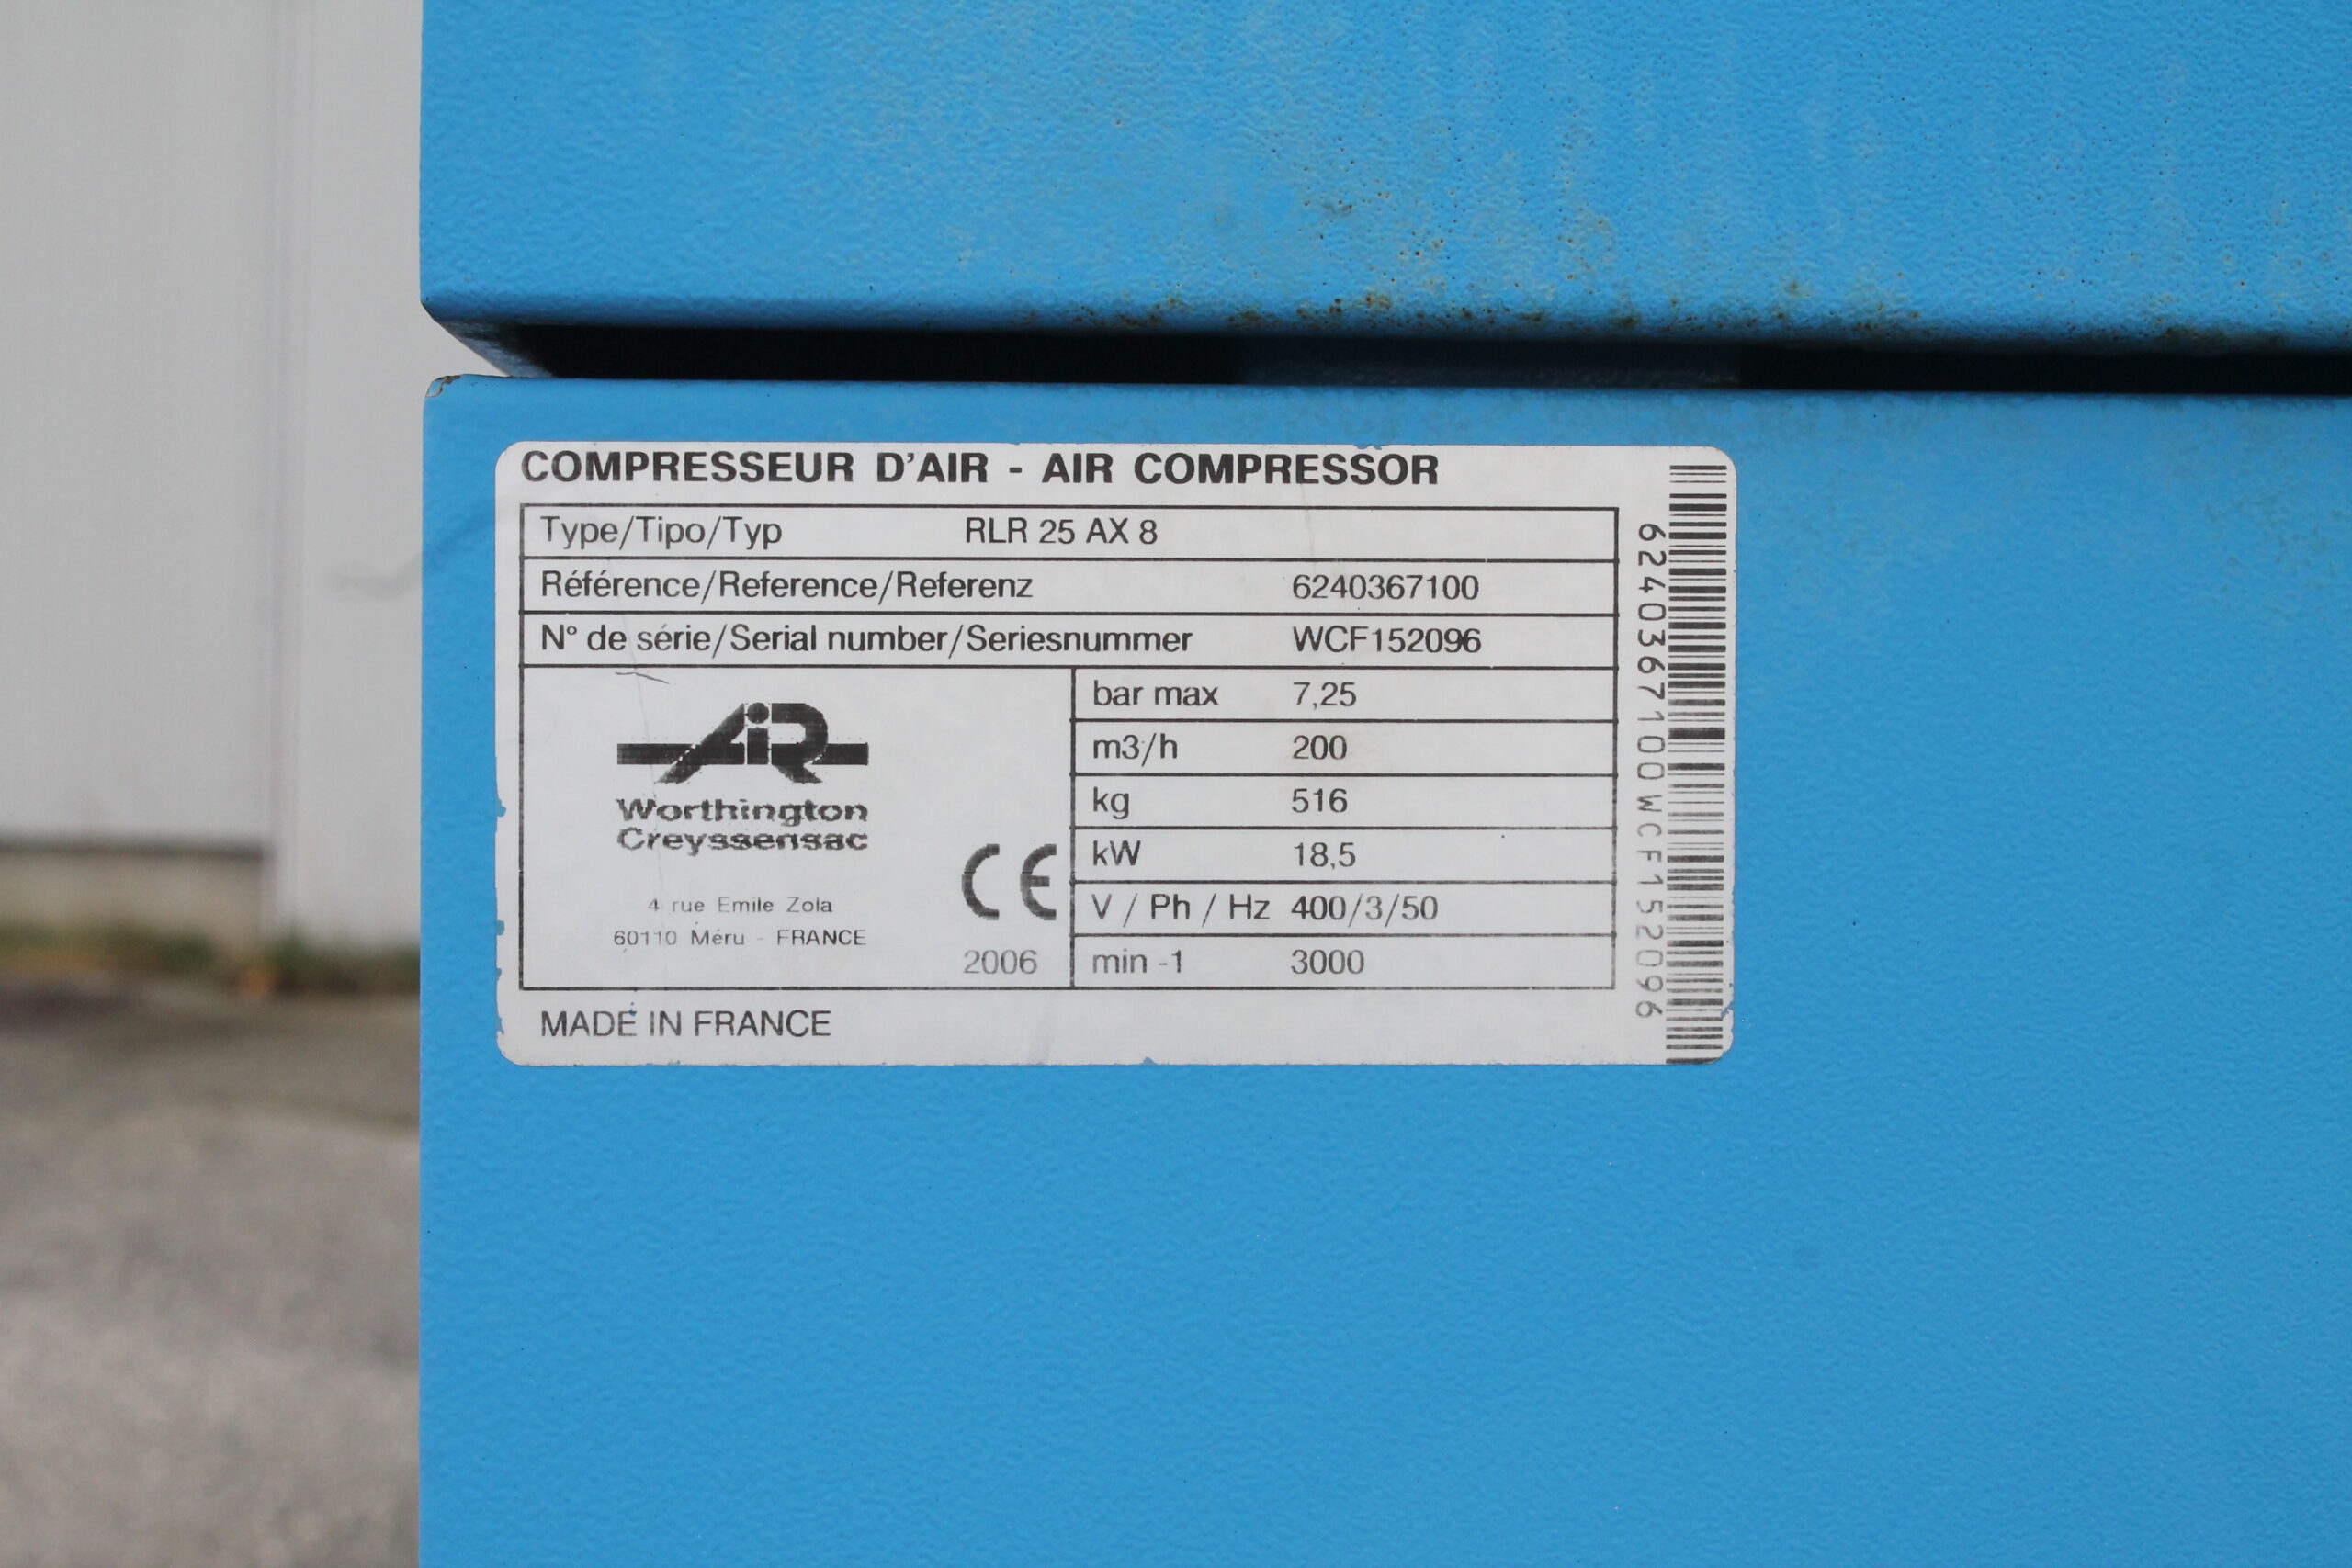 COMPRESSEUR D'AIR - AIR COMPRESSOR
Type/Tipo/Typ RLR 25 AX 8
Référence/Reference/Referenz 6240367100
N° de série/Serial number/Seriesnummer WCF152096
AiR
Worthington
Creyssensac
4 rue Emile Zola
60110 Méru - FRANCE
CE
2006
bar max 7,25
m3/h 200
kg 516
kW 18,5
V / Ph / Hz 400/3/50
min -1 3000
MADE IN FRANCE
6240367100WCF152096